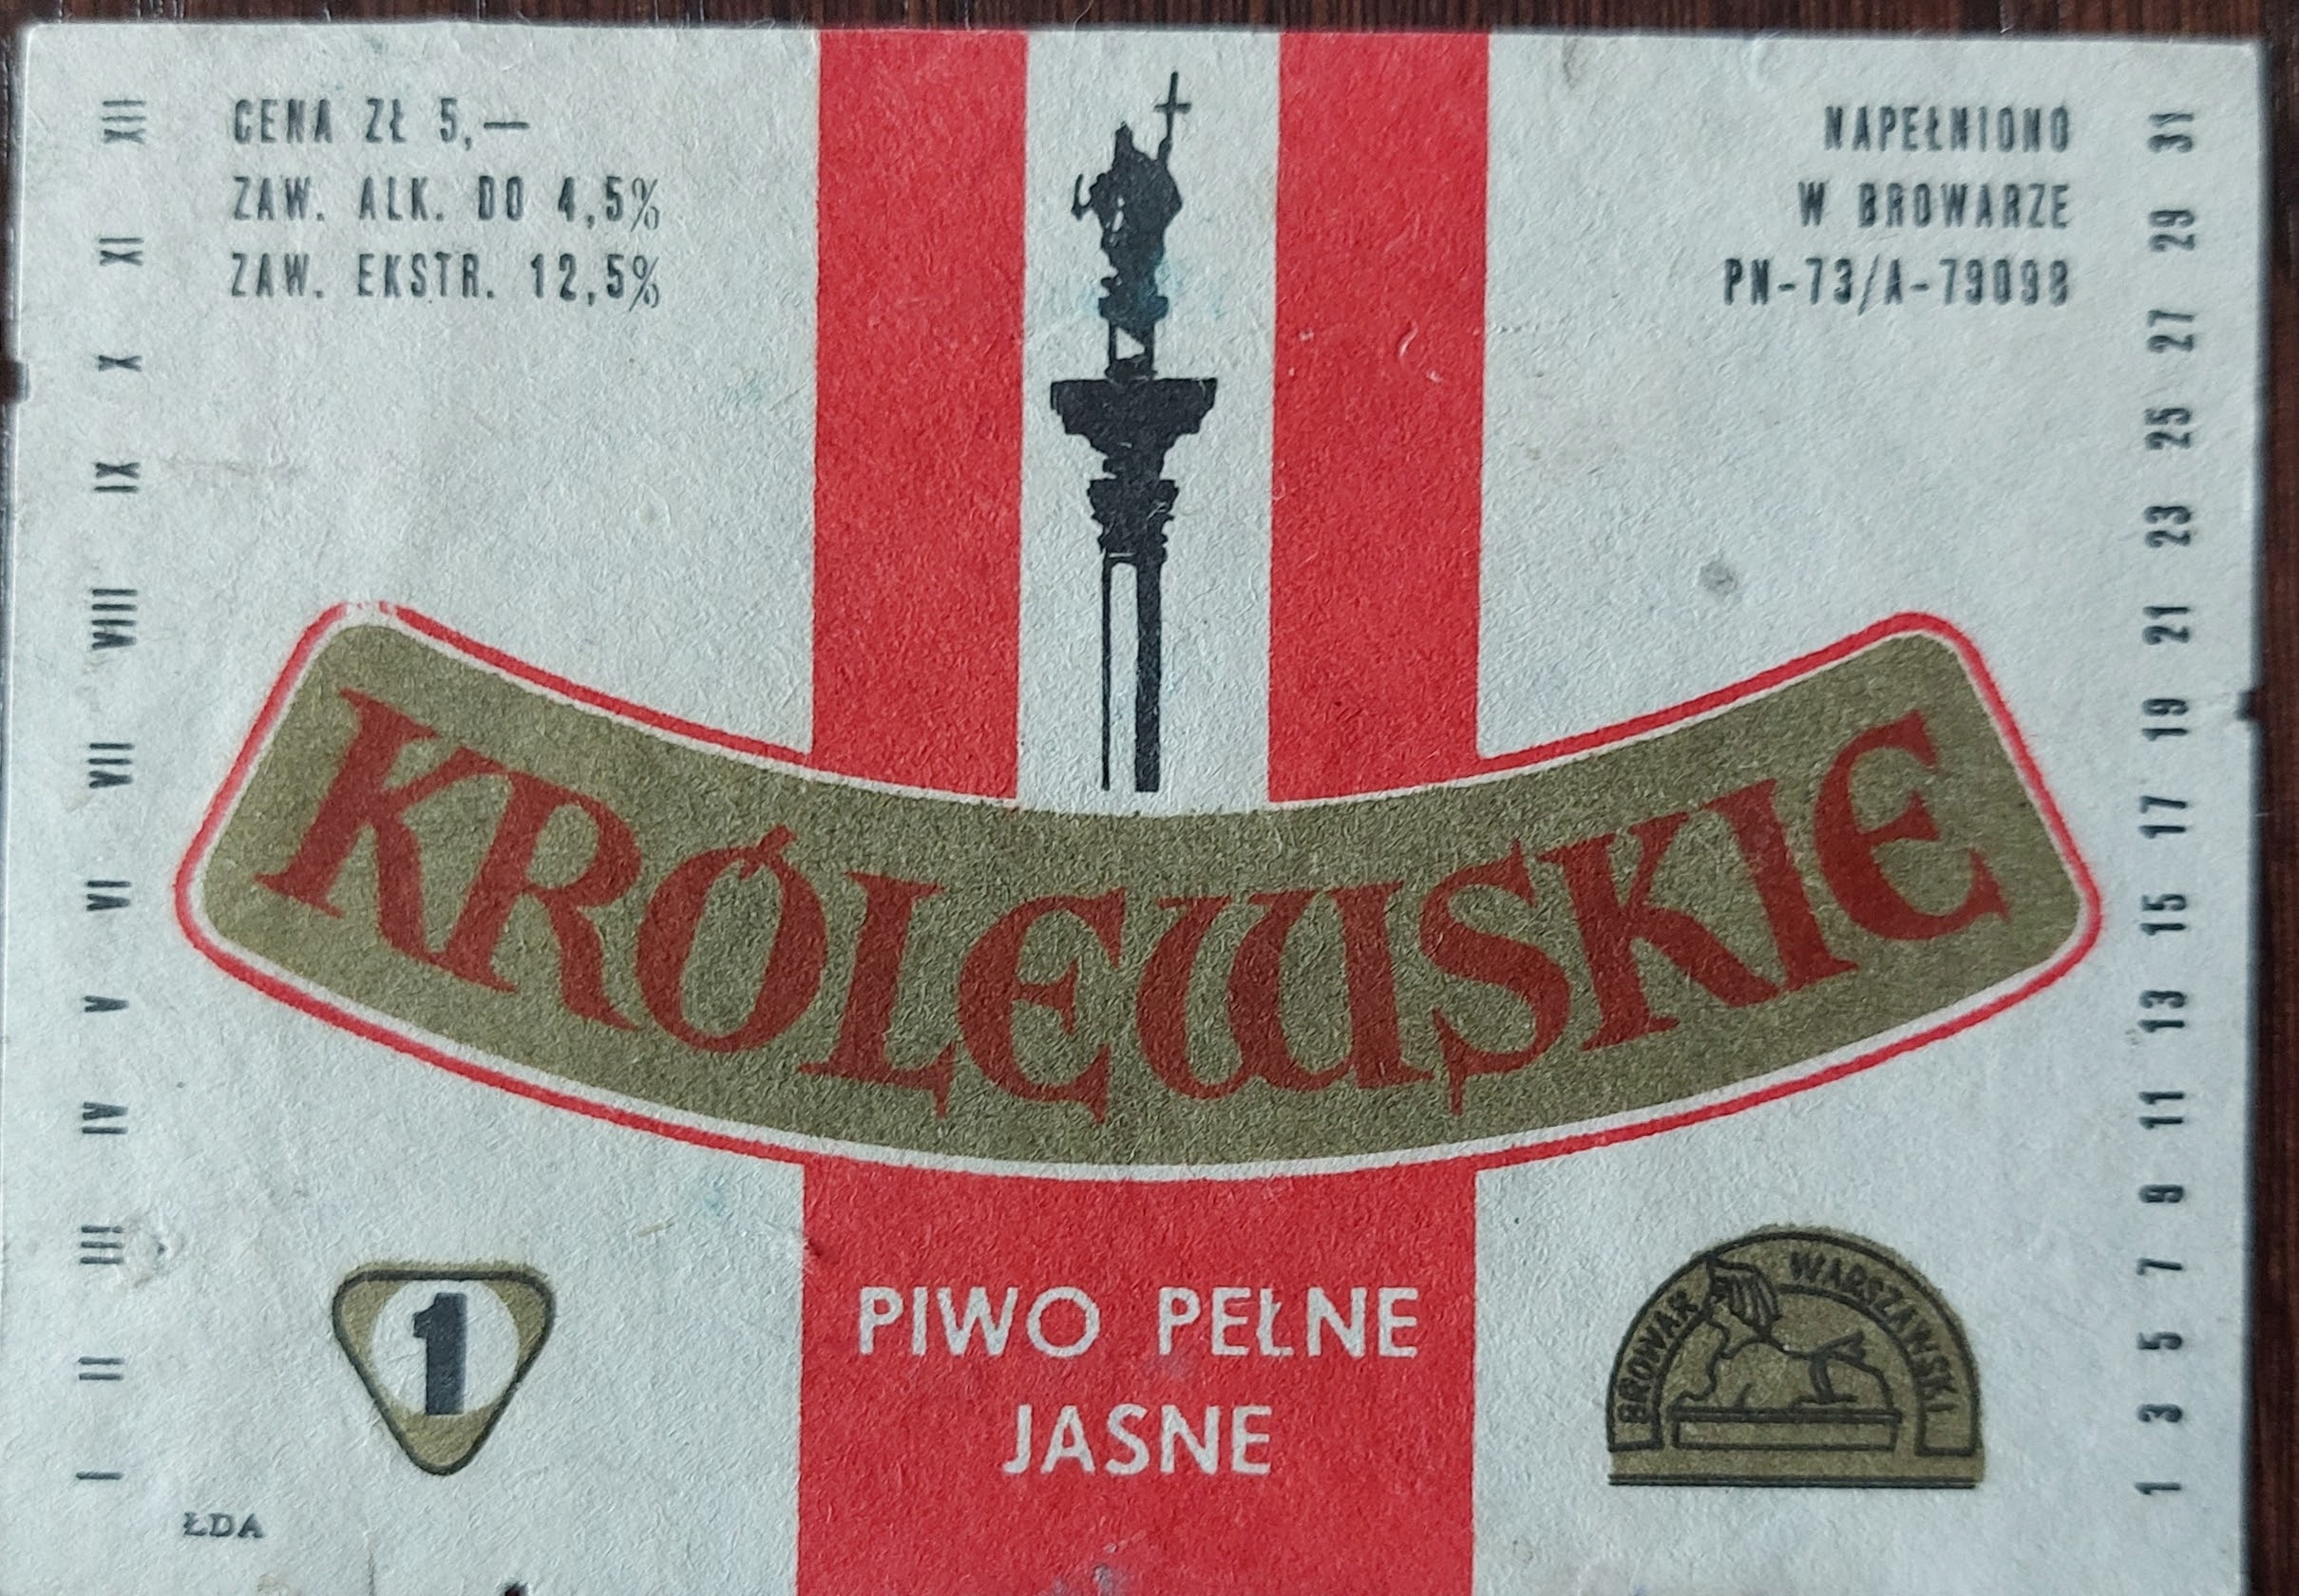 CENA ZŁ 5,—
ZAW. ALK. DO 4,5%
ZAW. EKSTR. 12,5%
NAPEŁNIONO
W BROWARZE
PN-73/A-79098
XII
XI
X
IX
VIII
VII
VI
V
IV
III
II
I
31
29
27
25
23
21
19
17
15
13
11
9
7
5
3
1
KRÓLEWSKIE
1
PIWO PEŁNE
JASNE
BROWAR WARSZAWSKI
ŁDA